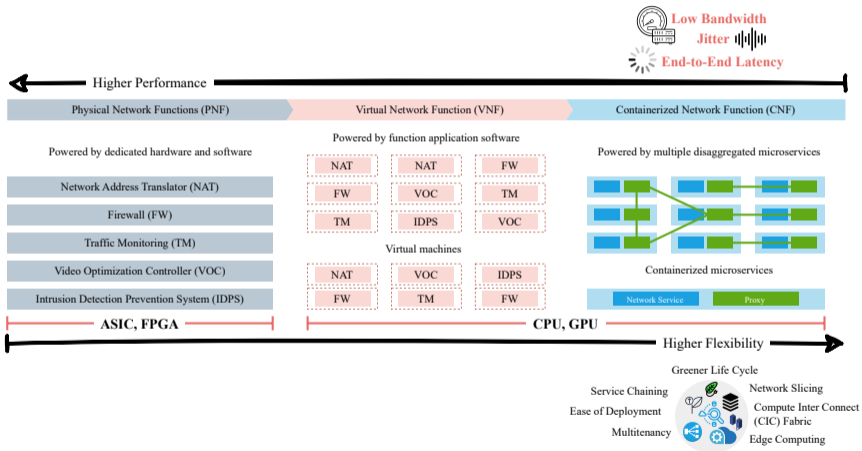 Low Bandwidth
Jitter
End-to-End Latency
Higher Performance
Physical Network Functions (PNF)
Virtual Network Function (VNF)
Containerized Network Function (CNF)
Powered by dedicated hardware and software
Network Address Translator (NAT)
Firewall (FW)
Traffic Monitoring (TM)
Video Optimization Controller (VOC)
Intrusion Detection Prevention System (IDPS)
Powered by function application software
NAT NAT FW
FW VOC TM
TM IDPS VOC
Virtual machines
NAT VOC IDPS
FW TM FW
Powered by multiple disaggregated microservices
Containerized microservices
Network Service Proxy
ASIC, FPGA
CPU, GPU
Higher Flexibility
Greener Life Cycle
Service Chaining
Ease of Deployment
Multitenancy
Network Slicing
Compute Inter Connect
(CIC) Fabric
Edge Computing